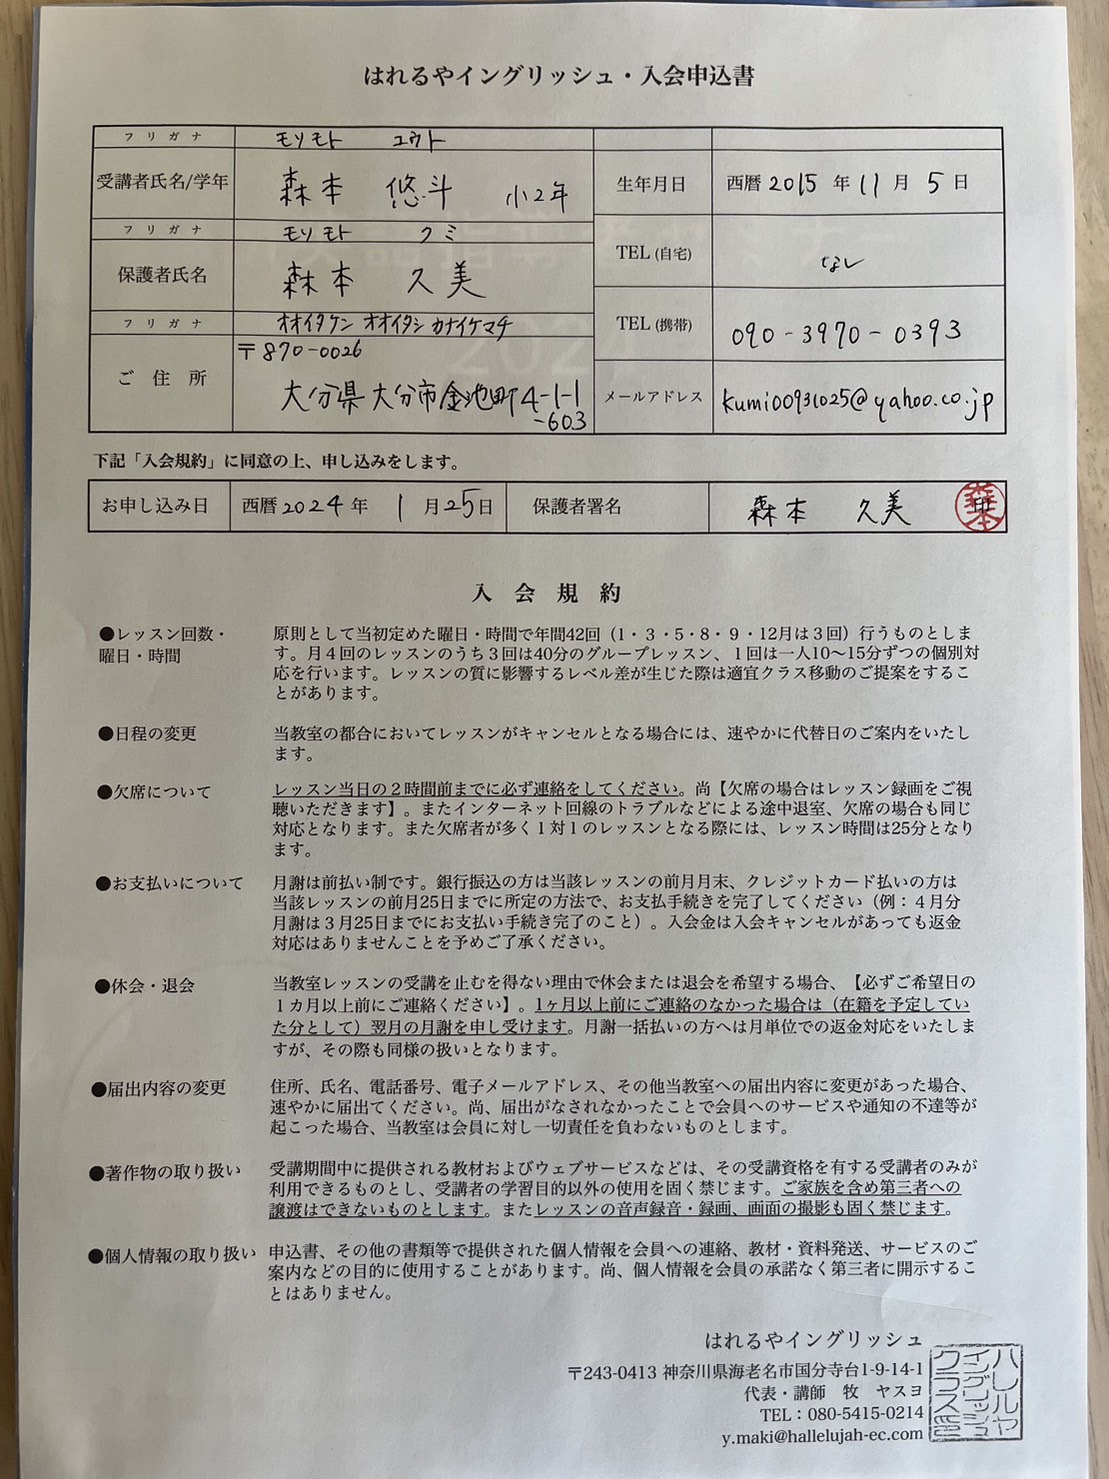 はれるやイングリッシュ・入会申込書
フリガナ モリモト ユウト
受講者氏名/学年 森本 悠斗 小2年
生年月日 西暦 2015 年 11 月 5 日
フリガナ モリモト クミ
保護者氏名 森本 久美
TEL (自宅) なし
フリガナ オオイタケン オオイタシ カナイケマチ
TEL (携帯) 090-3970-0393
ご住所 〒870-0026
大分県大分市金池町4-1-1
-603
メールアドレス kumi00931025@yahoo.co.jp
下記「入会規約」に同意の上、申し込みをします。
お申し込み日 西暦 2024 年 1 月 25 日 保護者署名 森本 久美 印
森本
入 会 規 約
●レッスン回数・
曜日・時間
原則として当初定めた曜日・時間で年間42回（1・3・5・8・9・12月は３回）行うものとしま
す。月４回のレッスンのうち３回は40分のグループレッスン、１回は一人10〜15分ずつの個別対
応を行います。レッスンの質に影響するレベル差が生じた際は適宜クラス移動のご提案をするこ
とがあります。
●日程の変更 当教室の都合においてレッスンがキャンセルとなる場合には、速やかに代替日のご案内をいたし
ます。
●欠席について レッスン当日の２時間前までに必ず連絡をしてください。尚【欠席の場合はレッスン録画をご視
聴いただきます】。またインターネット回線のトラブルなどによる途中退室、欠席の場合も同じ
対応となります。また欠席者が多く１対１のレッスンとなる際には、レッスン時間は25分となり
ます。
●お支払いについて 月謝は前払い制です。銀行振込の方は当該レッスンの前月月末、クレジットカード払いの方は
当該レッスンの前月25日までに所定の方法で、お支払手続きを完了してください（例：４月分
月謝は３月25日までにお支払い手続き完了のこと）。入会金は入会キャンセルがあっても返金
対応はありませんことを予めご了承ください。
●休会・退会 当教室レッスンの受講を止むを得ない理由で休会または退会を希望する場合、【必ずご希望日の
１カ月以上前にご連絡ください】。1ヶ月以上前にご連絡のなかった場合は（在籍を予定してい
た分として）翌月の月謝を申し受けます。月謝一括払いの方へは月単位での返金対応をいたしま
すが、その際も同様の扱いとなります。
●届出内容の変更 住所、氏名、電話番号、電子メールアドレス、その他当教室への届出内容に変更があった場合、
速やかに届出てください。尚、届出がなされなかったことで会員へのサービスや通知の不達等が
起こった場合、当教室は会員に対し一切責任を負わないものとします。
●著作物の取り扱い 受講期間中に提供される教材およびウェブサービスなどは、その受講資格を有する受講者のみが
利用できるものとし、受講者の学習目的以外の使用を固く禁じます。ご家族を含め第三者への
譲渡はできないものとします。またレッスンの音声録音・録画、画面の撮影も固く禁じます。
●個人情報の取り扱い 申込書、その他の書類等で提供された個人情報を会員への連絡、教材・資料発送、サービスのご
案内などの目的に使用することがあります。尚、個人情報を会員の承諾なく第三者に開示するこ
とはありません。
はれるやイングリッシュ
〒243-0413 神奈川県海老名市国分寺台1-9-14-1
代表・講師 牧 ヤスヨ
TEL：080-5415-0214
y.maki@hallelujah-ec.com
ハレルヤ
イングリッシュ
クラス印